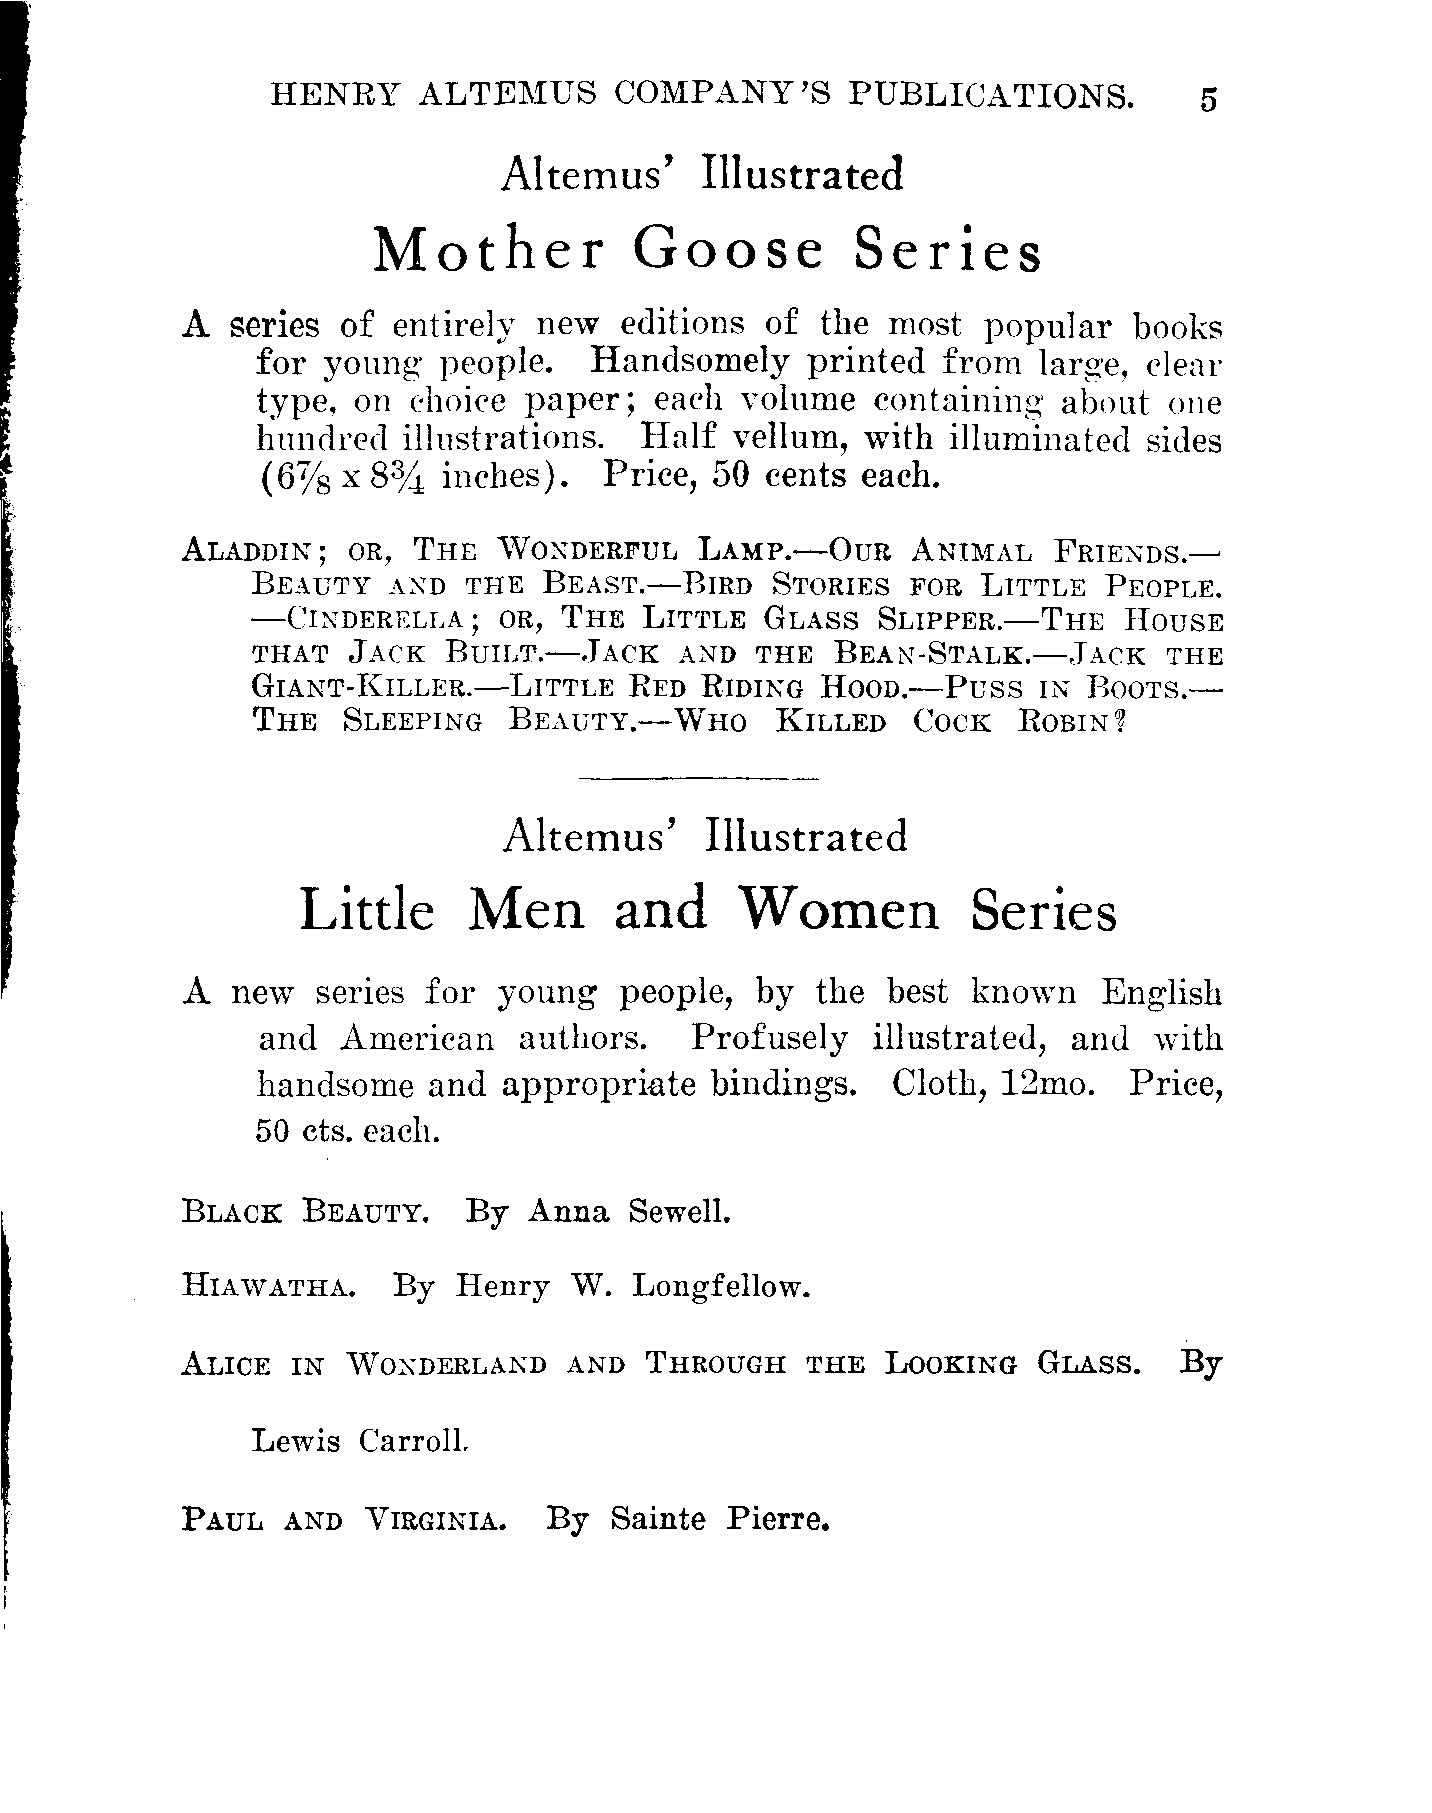 HENRY ALTEMUS COMPANY'S PUBLICATIONS. 5
Altemus' Illustrated
Mother Goose Series
A series of entirely new editions of the most popular books
for young people. Handsomely printed from large, clear
type, on choice paper; each volume containing about one
hundred illustrations. Half vellum, with illuminated sides
(6⅞ x 8¾ inches). Price, 50 cents each.
ALADDIN; OR, THE WONDERFUL LAMP.—OUR ANIMAL FRIENDS.—
BEAUTY AND THE BEAST.—BIRD STORIES FOR LITTLE PEOPLE.
—CINDERELLA; OR, THE LITTLE GLASS SLIPPER.—THE HOUSE
THAT JACK BUILT.—JACK AND THE BEAN-STALK.—JACK THE
GIANT-KILLER.—LITTLE RED RIDING HOOD.—PUSS IN BOOTS.—
THE SLEEPING BEAUTY.—WHO KILLED COCK ROBIN?
Altemus' Illustrated
Little Men and Women Series
A new series for young people, by the best known English
and American authors. Profusely illustrated, and with
handsome and appropriate bindings. Cloth, 12mo. Price,
50 cts. each.
BLACK BEAUTY. By Anna Sewell.
HIAWATHA. By Henry W. Longfellow.
ALICE IN WONDERLAND AND THROUGH THE LOOKING GLASS. By
Lewis Carroll.
PAUL AND VIRGINIA. By Sainte Pierre.